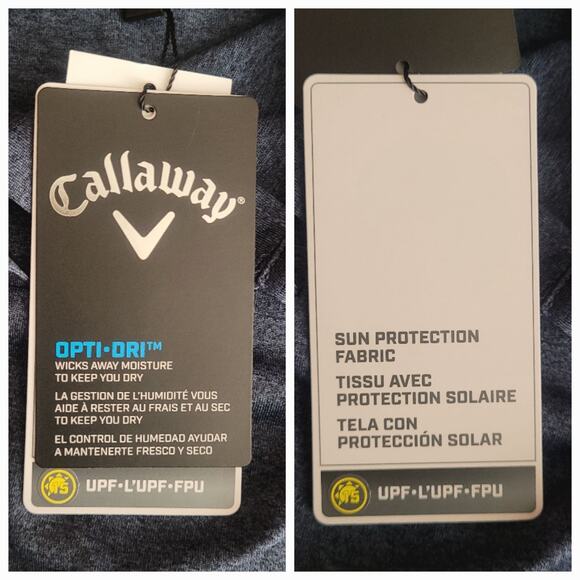 Callaway®
OPTI•DRI™
WICKS AWAY MOISTURE
TO KEEP YOU DRY
LA GESTION DE L'HUMIDITÉ VOUS
AIDE À RESTER AU FRAIS ET AU SEC
TO KEEP YOU DRY
EL CONTROL DE HUMEDAD AYUDAR
A MANTENERTE FRESCO Y SECO
UPF•L'UPF•FPU
SUN PROTECTION
FABRIC
TISSU AVEC
PROTECTION SOLAIRE
TELA CON
PROTECCIÓN SOLAR
UPF•L'UPF•FPU